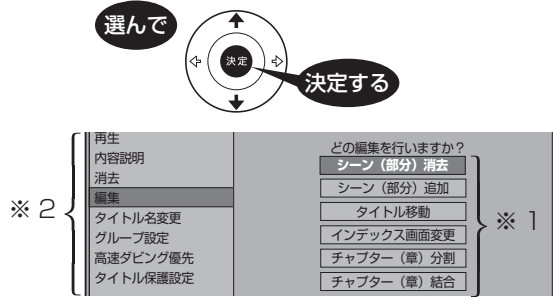 選んで
決定
決定する
再生
内容説明
消去
編集
タイトル名変更
グループ設定
高速ダビング優先
タイトル保護設定
※2
どの編集を行いますか?
シーン(部分)消去
シーン(部分)追加
タイトル移動
インデックス画面変更
チャプター(章)分割
チャプター(章)結合
※1